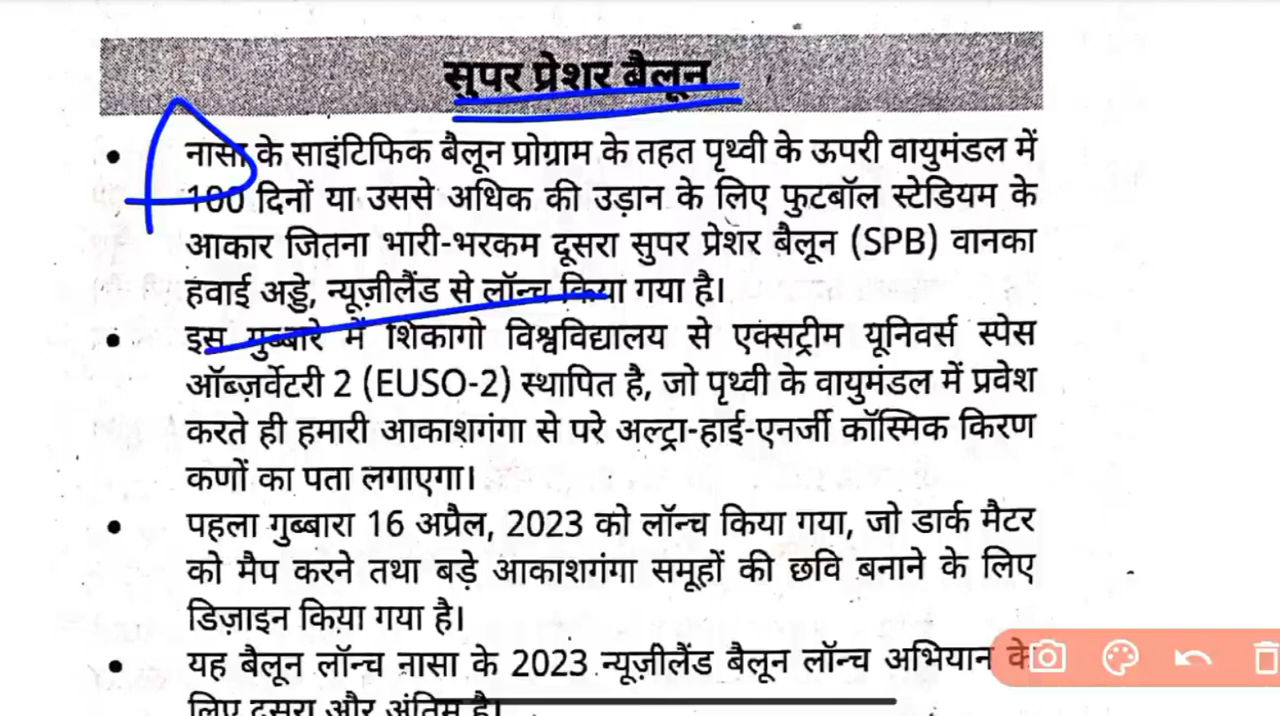 सुपर प्रेशर बैलून
• नासा के साइंटिफिक बैलून प्रोग्राम के तहत पृथ्वी के ऊपरी वायुमंडल में
100 दिनों या उससे अधिक की उड़ान के लिए फुटबॉल स्टेडियम के
आकार जितना भारी-भरकम दूसरा सुपर प्रेशर बैलून (SPB) वानका
हवाई अड्डे, न्यूज़ीलैंड से लॉन्च किया गया है।
• इस गुब्बारे में शिकागो विश्वविद्यालय से एक्सट्रीम यूनिवर्स स्पेस
ऑब्ज़र्वेटरी 2 (EUSO-2) स्थापित है, जो पृथ्वी के वायुमंडल में प्रवेश
करते ही हमारी आकाशगंगा से परे अल्ट्रा-हाई-एनर्जी कॉस्मिक किरण
कणों का पता लगाएगा।
• पहला गुब्बारा 16 अप्रैल, 2023 को लॉन्च किया गया, जो डार्क मैटर
को मैप करने तथा बड़े आकाशगंगा समूहों की छवि बनाने के लिए
डिज़ाइन किया गया है।
• यह बैलून लॉन्च नासा के 2023 न्यूज़ीलैंड बैलून लॉन्च अभियान के
लिए दूसरा और अंतिम है।